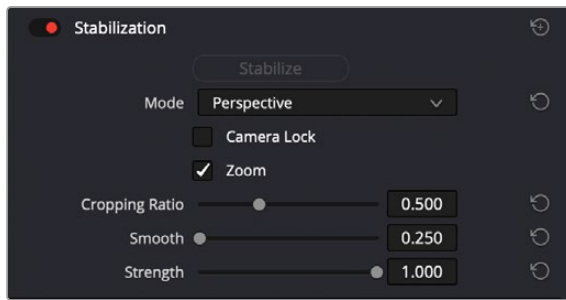 Stabilization
Stabilize
Mode Perspective
Camera Lock
Zoom
Cropping Ratio 0.500
Smooth 0.250
Strength 1.000